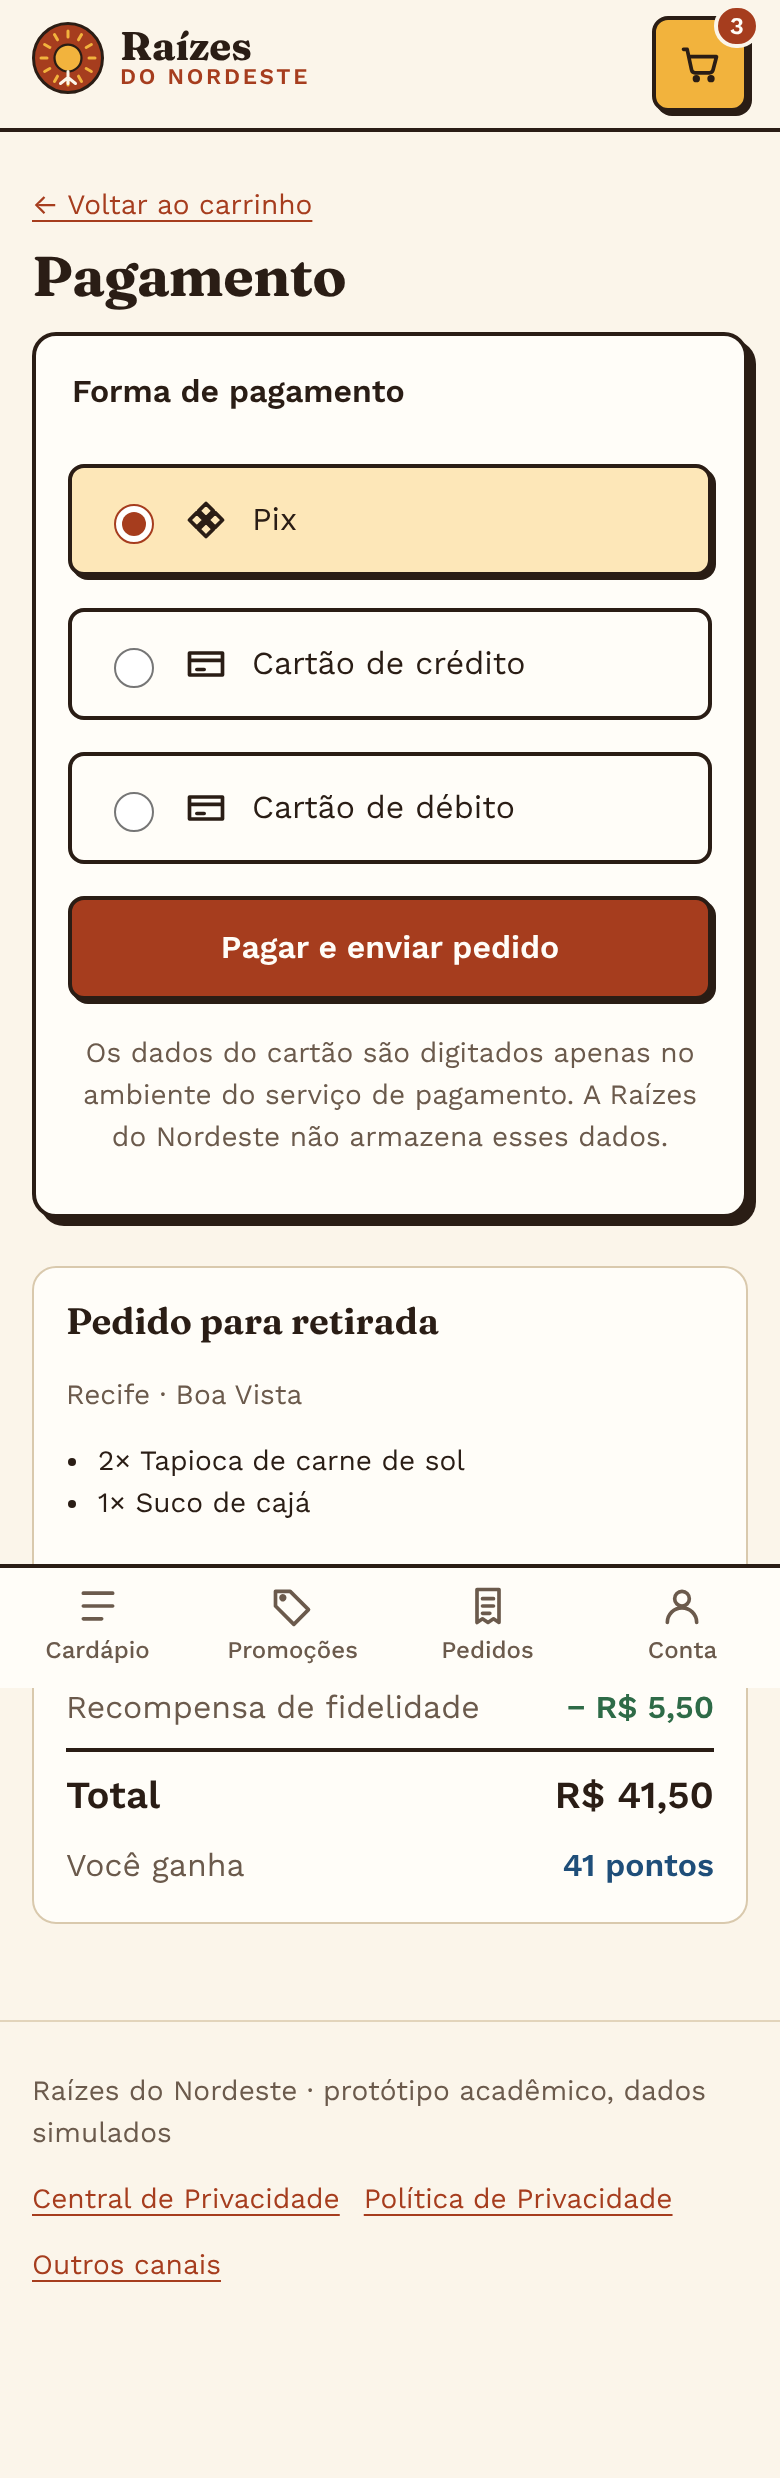 Raízes
DO NORDESTE
3
← Voltar ao carrinho
Pagamento
Forma de pagamento
Pix
Cartão de crédito
Cartão de débito
Pagar e enviar pedido
Os dados do cartão são digitados apenas no
ambiente do serviço de pagamento. A Raízes
do Nordeste não armazena esses dados.
Pedido para retirada
Recife · Boa Vista
• 2× Tapioca de carne de sol
• 1× Suco de cajá
Cardápio
Promoções
Pedidos
Conta
Recompensa de fidelidade − R$ 5,50
Total R$ 41,50
Você ganha 41 pontos
Raízes do Nordeste · protótipo acadêmico, dados
simulados
Central de Privacidade Política de Privacidade
Outros canais